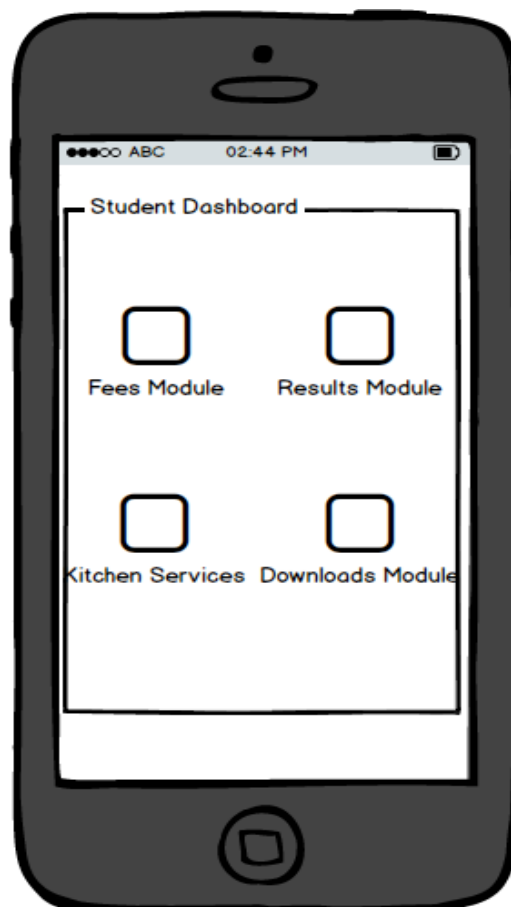 ABC 02:44 PM
Student Dashboard
Fees Module Results Module
Kitchen Services Downloads Module